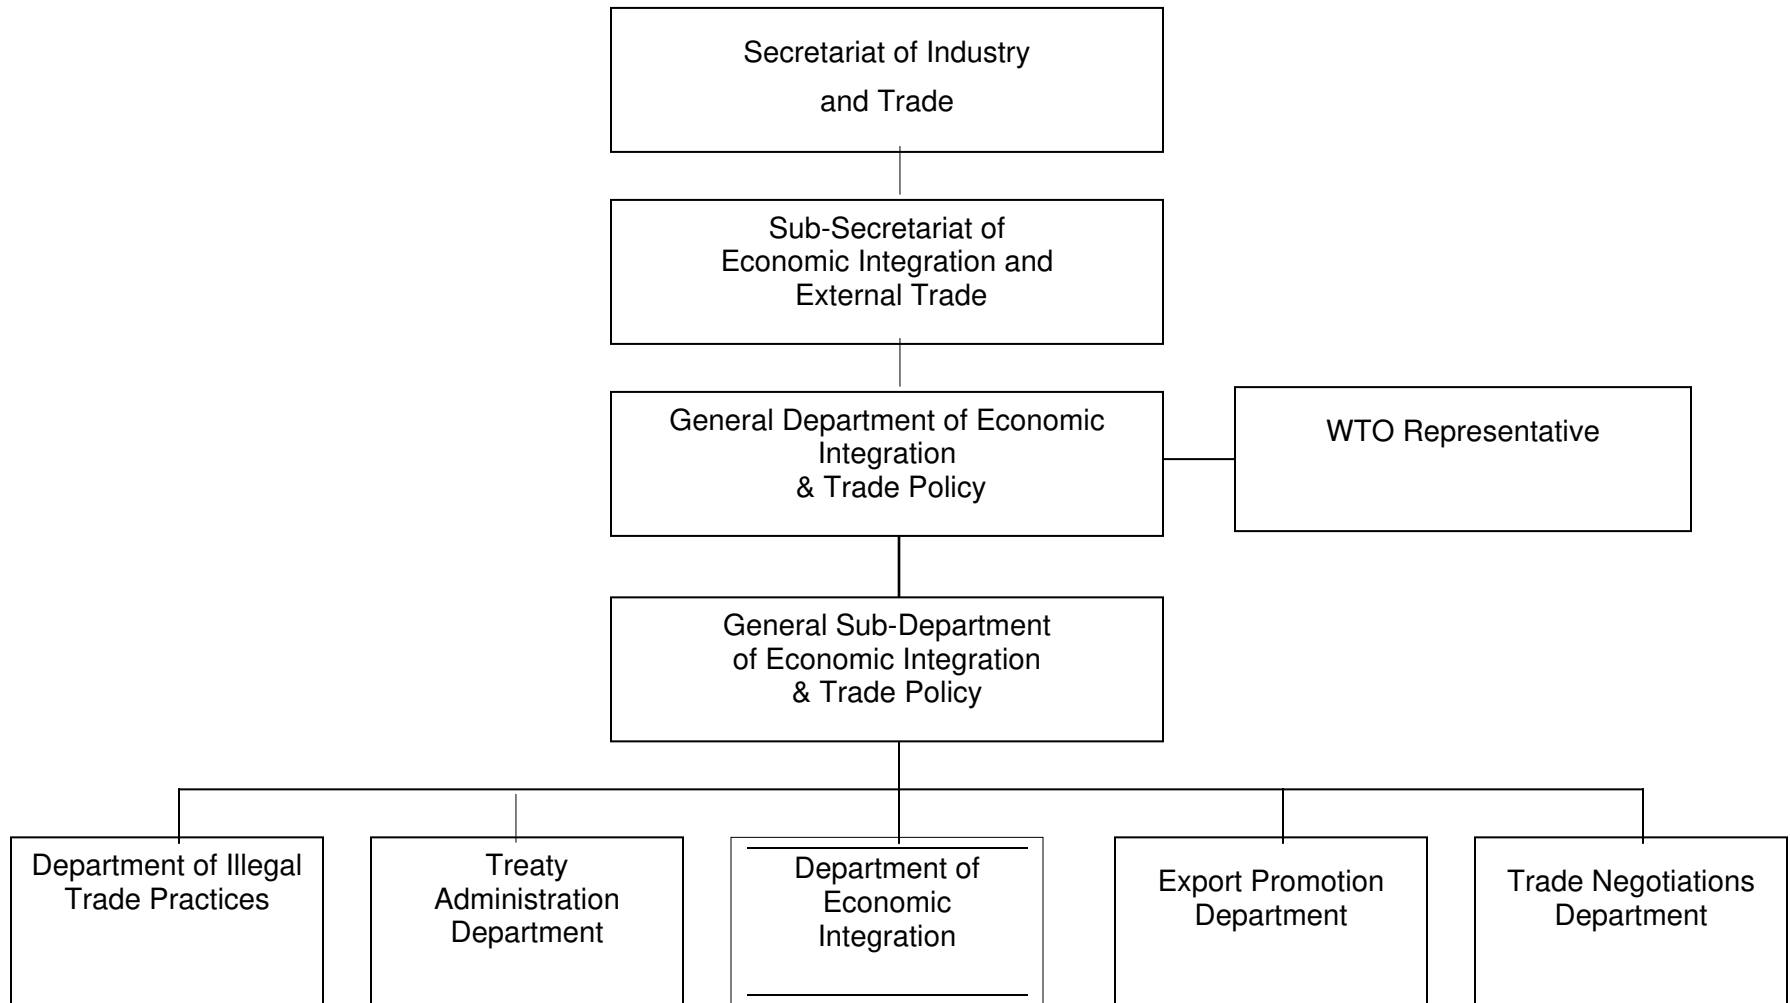 Secretariat of Industry
and Trade
Sub-Secretariat of
Economic Integration and
External Trade
General Department of Economic
Integration
& Trade Policy
WTO Representative
General Sub-Department
of Economic Integration
& Trade Policy
Department of Illegal
Trade Practices
Treaty
Administration
Department
Department of
Economic
Integration
Export Promotion
Department
Trade Negotiations
Department